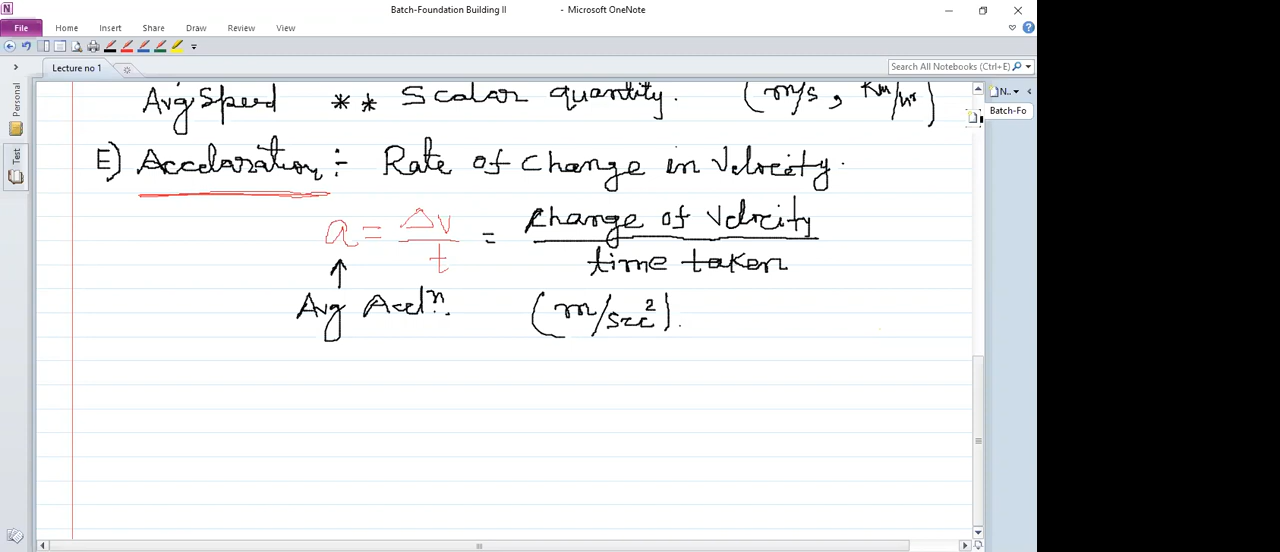 Batch-Foundation Building II - Microsoft OneNote
File Home Insert Share Draw Review View
Lecture no 1
Search All Notebooks (Ctrl+E)
N..
Batch-Fo
Personal
Test
Avg Speed ** Scalar quantity. (m/s, Km/hr)
E) Accelaration :- Rate of Change in Velocity.
a = Δv/t = Change of Velocity/time taken
Avg Accln. (m/sec²).